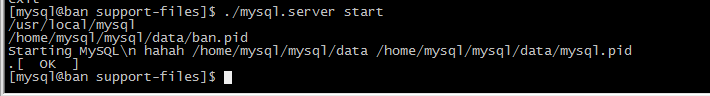 [mysql@ban support-files]$ ./mysql.server start
/usr/local/mysql
/home/mysql/mysql/data/ban.pid
Starting MySQL\n hahah /home/mysql/mysql/data /home/mysql/mysql/data/mysql.pid
.[  OK  ]
[mysql@ban support-files]$